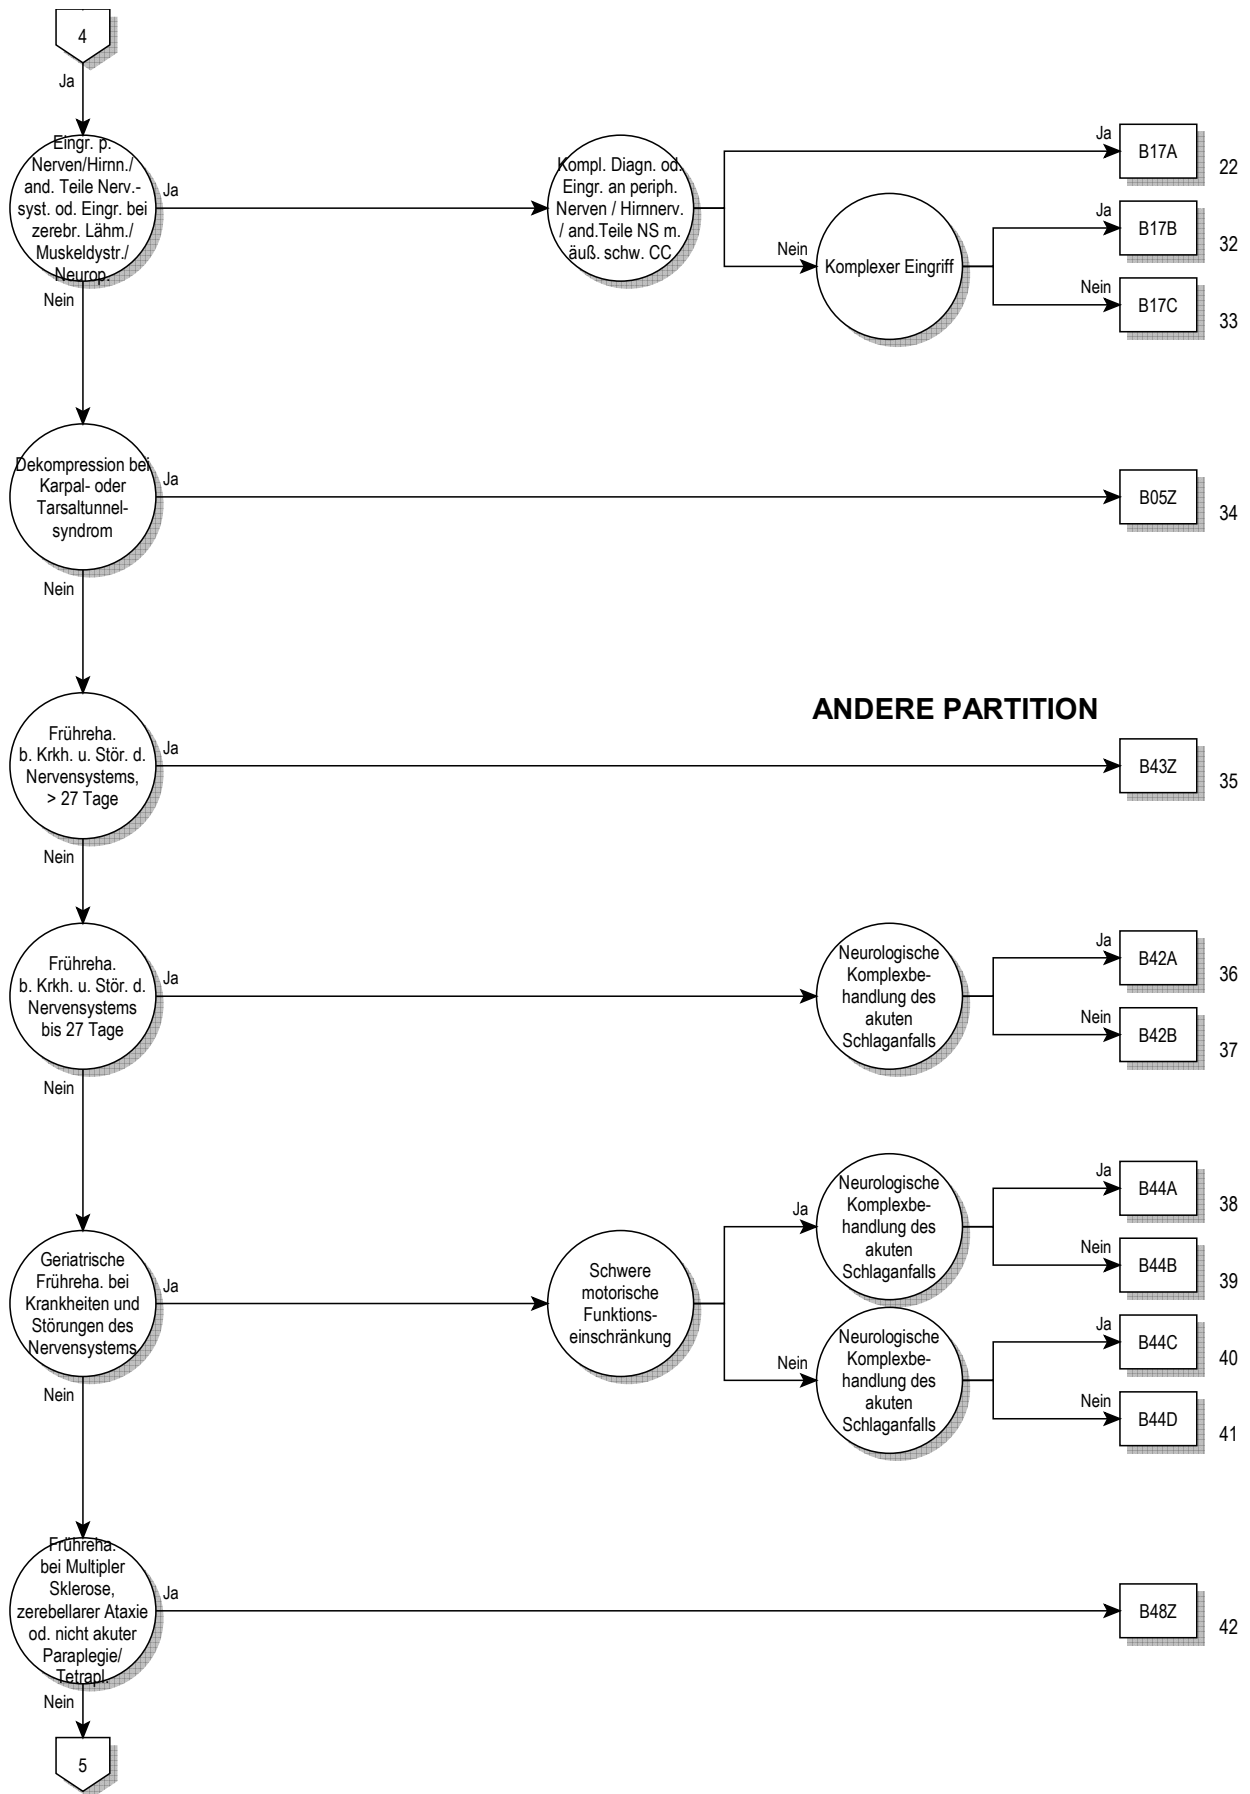 4
Ja
Eingr. p.
Nerven/Hirnn./
and. Teile Nerv.-
syst. od. Eingr. bei
zerebr. Lähm./
Muskeldystr./
Neurop.
Ja
Kompl. Diagn. od.
Eingr. an periph.
Nerven / Hirnnerv.
/ and.Teile NS m.
äuß. schw. CC
Ja
B17A
22
Nein
Komplexer Eingriff
Ja
B17B
32
Nein
B17C
33
Nein
Dekompression bei
Karpal- oder
Tarsaltunnel-
syndrom
Ja
B05Z
34
Nein
ANDERE PARTITION
Frühreha.
b. Krkh. u. Stör. d.
Nervensystems,
> 27 Tage
Ja
B43Z
35
Nein
Frühreha.
b. Krkh. u. Stör. d.
Nervensystems
bis 27 Tage
Ja
Neurologische
Komplexbe-
handlung des
akuten
Schlaganfalls
Ja
B42A
36
Nein
B42B
37
Nein
Geriatrische
Frühreha. bei
Krankheiten und
Störungen des
Nervensystems
Ja
Schwere
motorische
Funktions-
einschränkung
Ja
Neurologische
Komplexbe-
handlung des
akuten
Schlaganfalls
Ja
B44A
38
Nein
B44B
39
Nein
Neurologische
Komplexbe-
handlung des
akuten
Schlaganfalls
Ja
B44C
40
Nein
B44D
41
Nein
Frühreha.
bei Multipler
Sklerose,
zerebellarer Ataxie
od. nicht akuter
Paraplegie/
Tetrapl.
Ja
B48Z
42
Nein
5